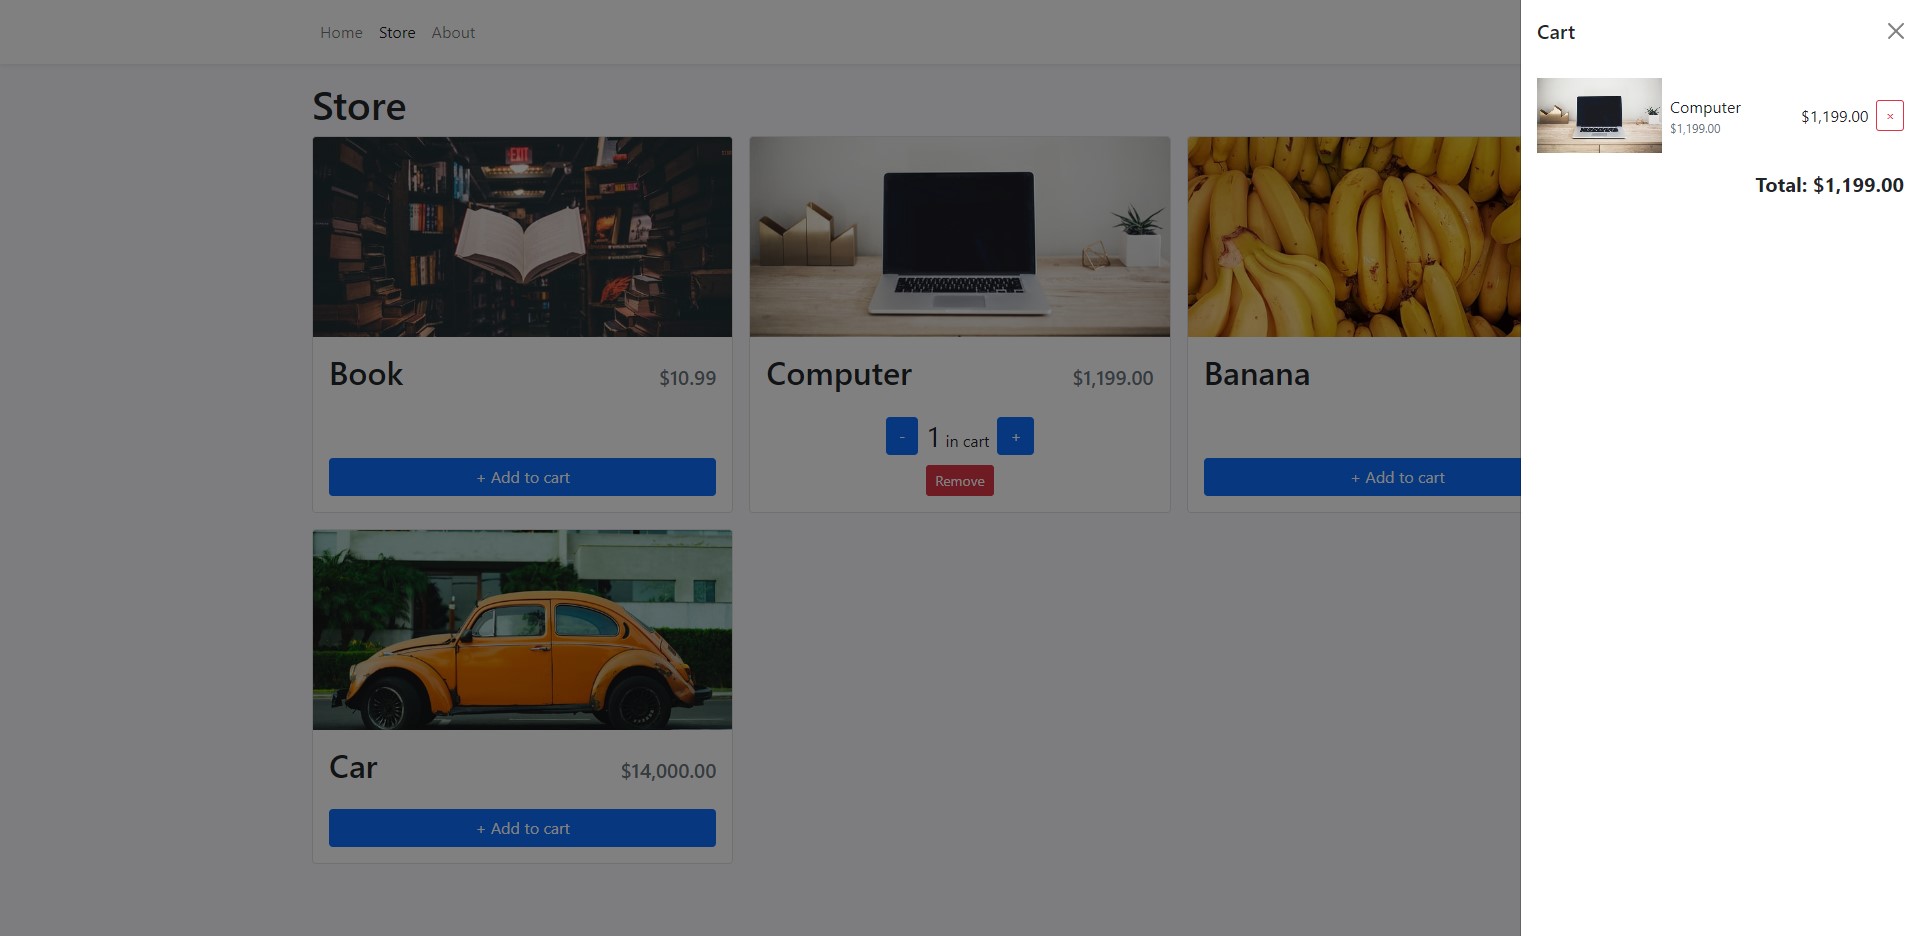 Home Store About
Store
EXIT
Book $10.99
+ Add to cart
Computer $1,199.00
- 1 in cart +
Remove
Banana
+ Add to cart
Car $14,000.00
+ Add to cart
Cart
Computer $1,199.00 ×
$1,199.00
Total: $1,199.00